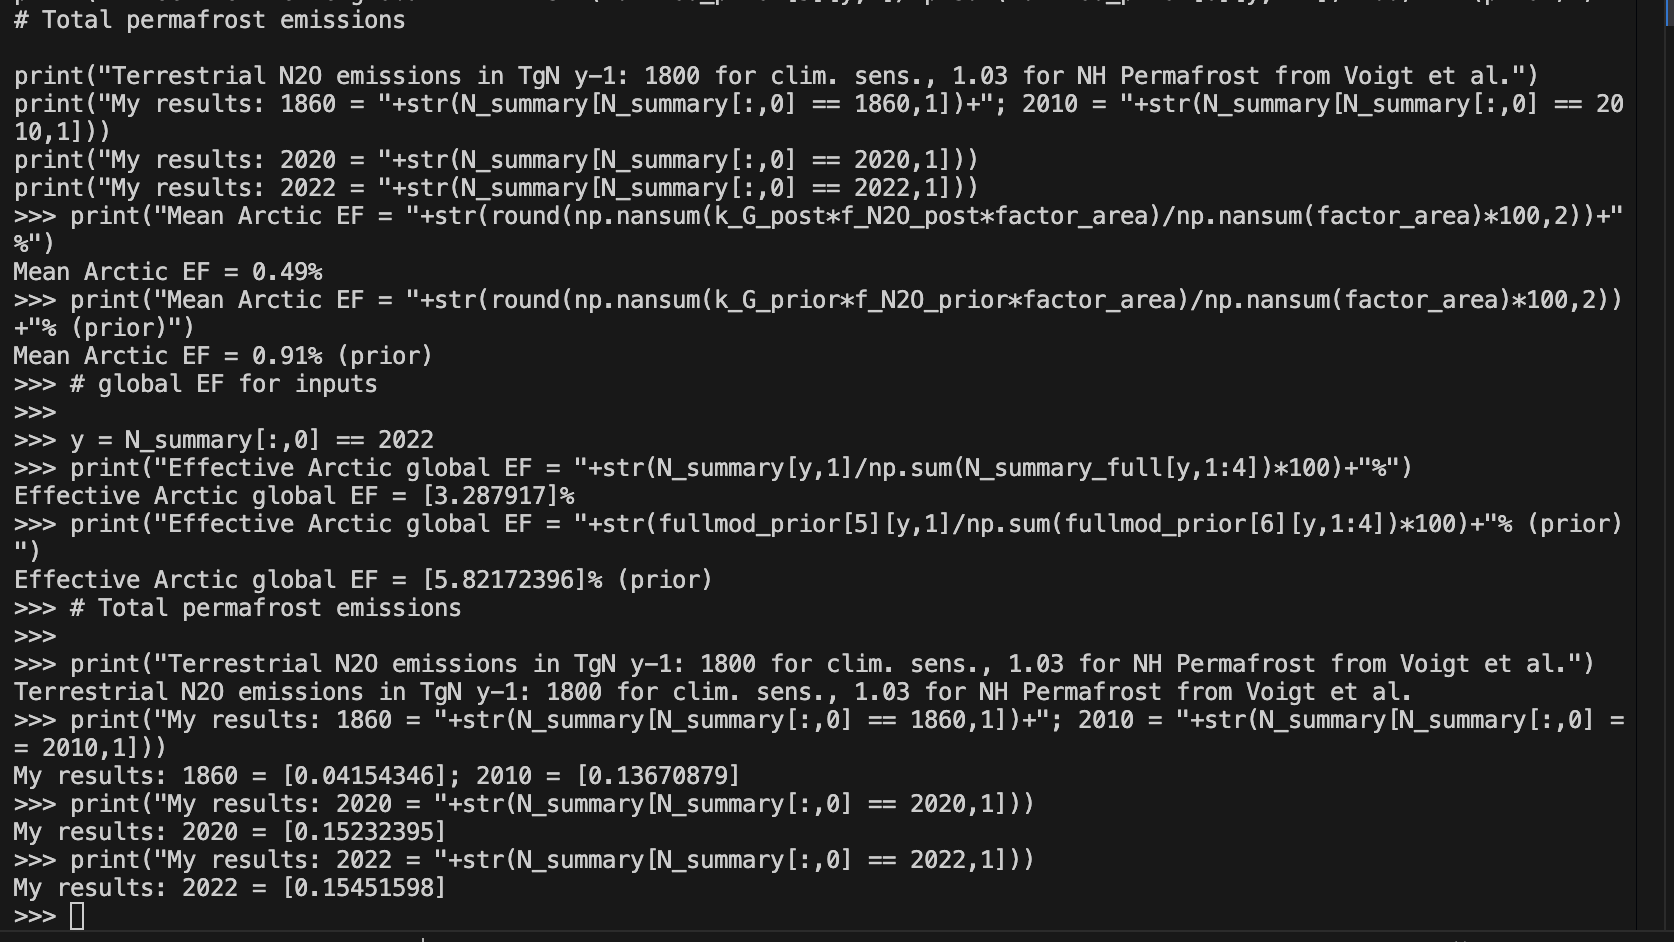 # Total permafrost emissions
print("Terrestrial N2O emissions in TgN y-1: 1800 for clim. sens., 1.03 for NH Permafrost from Voigt et al.")
print("My results: 1860 = "+str(N_summary[N_summary[:,0] == 1860,1])+"; 2010 = "+str(N_summary[N_summary[:,0] == 20
10,1]))
print("My results: 2020 = "+str(N_summary[N_summary[:,0] == 2020,1]))
print("My results: 2022 = "+str(N_summary[N_summary[:,0] == 2022,1]))
>>> print("Mean Arctic EF = "+str(round(np.nansum(k_G_post*f_N2O_post*factor_area)/np.nansum(factor_area)*100,2))+"
%")
Mean Arctic EF = 0.49%
>>> print("Mean Arctic EF = "+str(round(np.nansum(k_G_prior*f_N2O_prior*factor_area)/np.nansum(factor_area)*100,2))
+"% (prior)")
Mean Arctic EF = 0.91% (prior)
>>> # global EF for inputs
>>>
>>> y = N_summary[:,0] == 2022
>>> print("Effective Arctic global EF = "+str(N_summary[y,1]/np.sum(N_summary_full[y,1:4])*100)+"%")
Effective Arctic global EF = [3.287917]%
>>> print("Effective Arctic global EF = "+str(fullmod_prior[5][y,1]/np.sum(fullmod_prior[6][y,1:4])*100)+"% (prior)
")
Effective Arctic global EF = [5.82172396]% (prior)
>>> # Total permafrost emissions
>>>
>>> print("Terrestrial N2O emissions in TgN y-1: 1800 for clim. sens., 1.03 for NH Permafrost from Voigt et al.")
Terrestrial N2O emissions in TgN y-1: 1800 for clim. sens., 1.03 for NH Permafrost from Voigt et al.
>>> print("My results: 1860 = "+str(N_summary[N_summary[:,0] == 1860,1])+"; 2010 = "+str(N_summary[N_summary[:,0] =
= 2010,1]))
My results: 1860 = [0.04154346]; 2010 = [0.13670879]
>>> print("My results: 2020 = "+str(N_summary[N_summary[:,0] == 2020,1]))
My results: 2020 = [0.15232395]
>>> print("My results: 2022 = "+str(N_summary[N_summary[:,0] == 2022,1]))
My results: 2022 = [0.15451598]
>>>